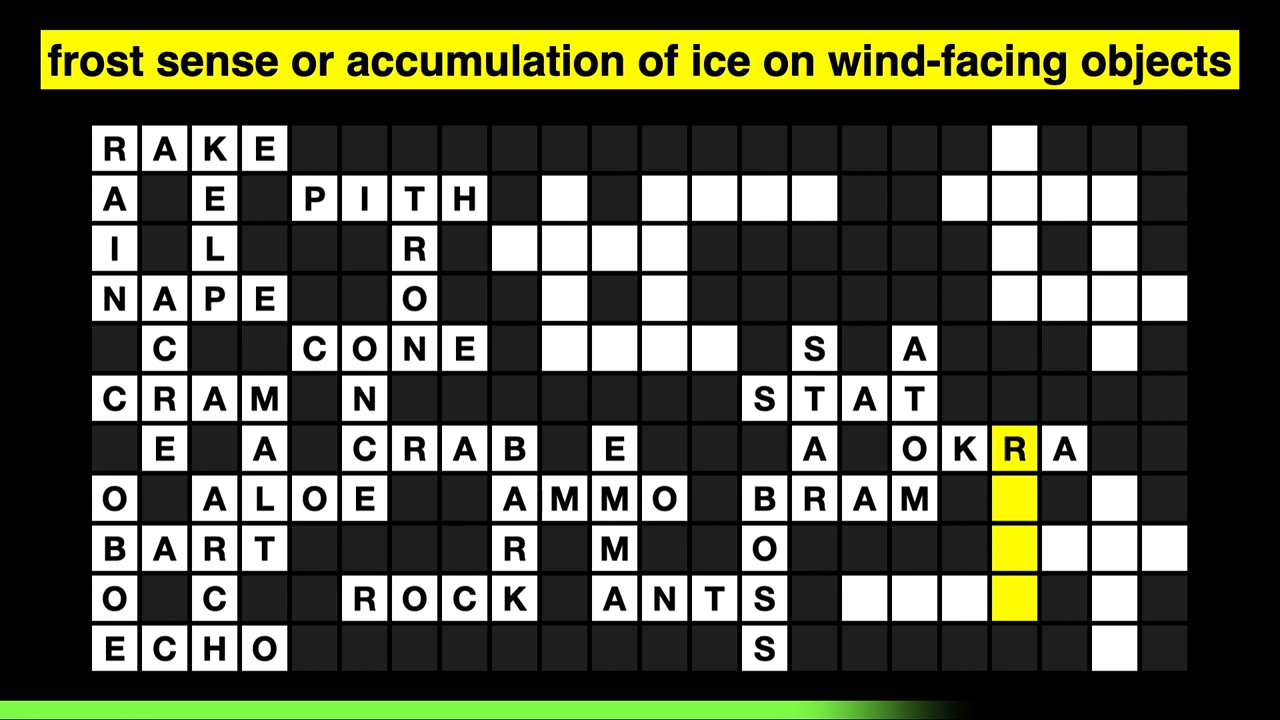 frost sense or accumulation of ice on wind-facing objects
RAKE
A E PITH
I L R
NAPE O
C CONE S A
CRAM N STAT
E A CRAB E A OKRA
O ALOE AMMO BRAM
BART R M O
O C ROCK ANTS
ECHO S